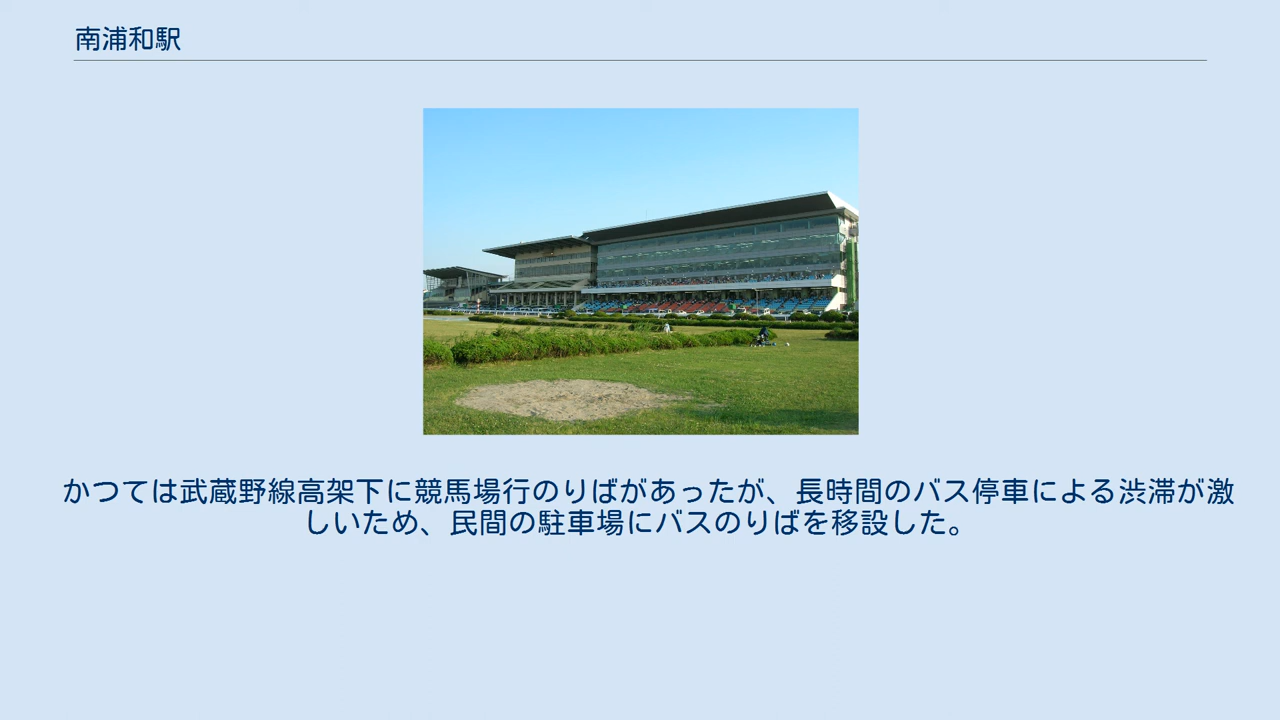 南浦和駅
かつては武蔵野線高架下に競馬場行のりばがあったが、長時間のバス停車による渋滞が激
しいため、民間の駐車場にバスのりばを移設した。